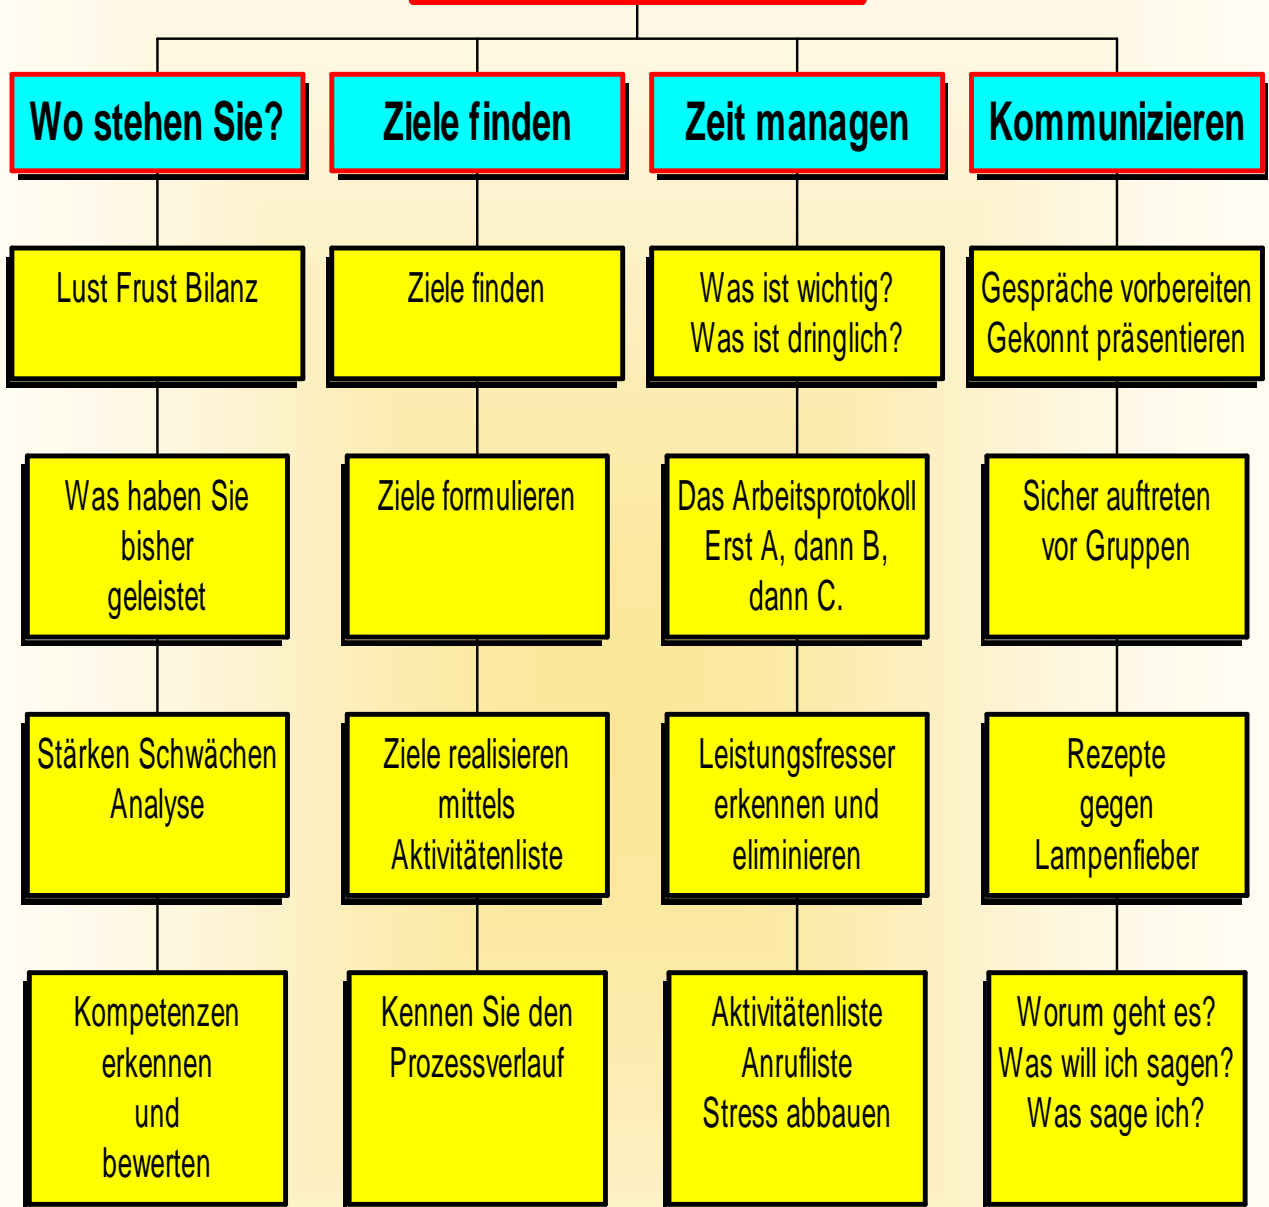 Wo stehen Sie?
Ziele finden
Zeit managen
Kommunizieren
Lust Frust Bilanz
Ziele finden
Was ist wichtig?
Was ist dringlich?
Gespräche vorbereiten
Gekonnt präsentieren
Was haben Sie
bisher
geleistet
Ziele formulieren
Das Arbeitsprotokoll
Erst A, dann B,
dann C.
Sicher auftreten
vor Gruppen
Stärken Schwächen
Analyse
Ziele realisieren
mittels
Aktivitätenliste
Leistungsfresser
erkennen und
eliminieren
Rezepte
gegen
Lampenfieber
Kompetenzen
erkennen
und
bewerten
Kennen Sie den
Prozessverlauf
Aktivitätenliste
Anrufliste
Stress abbauen
Worum geht es?
Was will ich sagen?
Was sage ich?